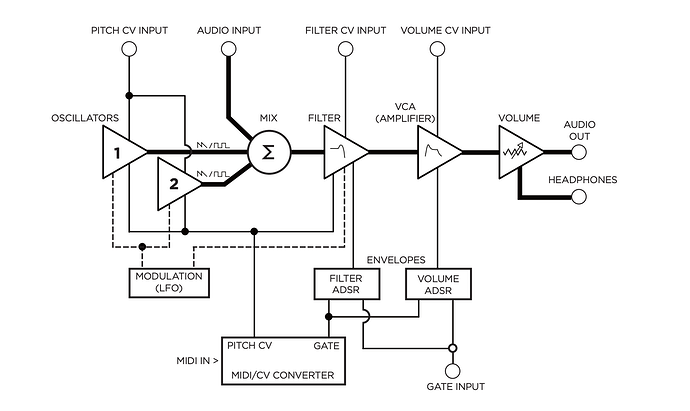 PITCH CV INPUT
AUDIO INPUT
FILTER CV INPUT
VOLUME CV INPUT
OSCILLATORS
MIX
FILTER
VCA
(AMPLIFIER)
VOLUME
AUDIO
OUT
1
Σ
2
HEADPHONES
MODULATION
(LFO)
ENVELOPES
FILTER
ADSR
VOLUME
ADSR
PITCH CV
GATE
MIDI IN >
MIDI/CV CONVERTER
GATE INPUT